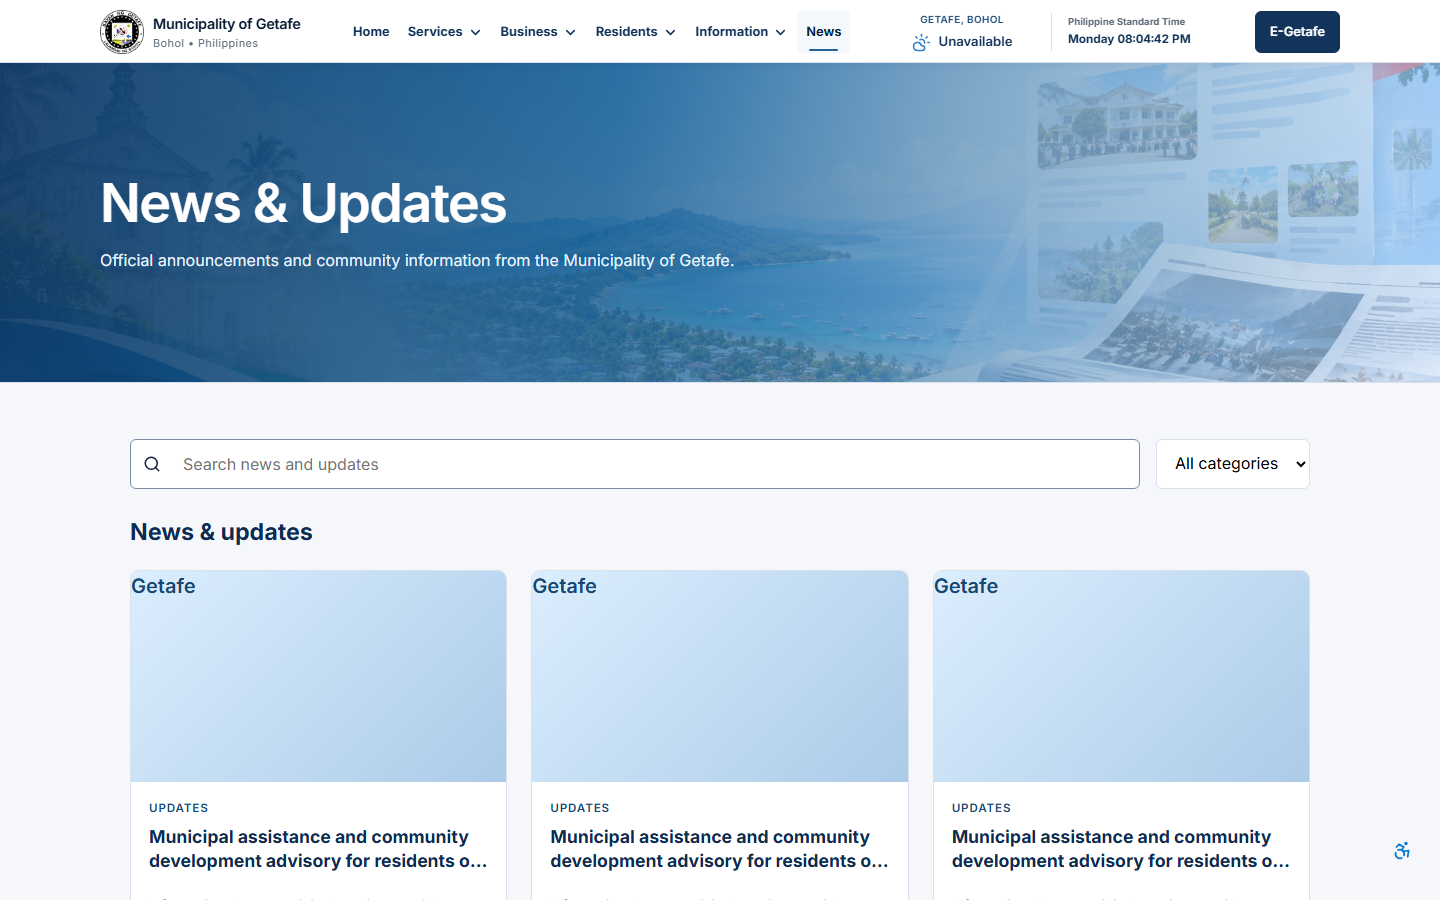 Municipality of Getafe
Bohol • Philippines
Home
Services
Business
Residents
Information
News
GETAFE, BOHOL
Unavailable
Philippine Standard Time
Monday 08:04:42 PM
E-Getafe
News & Updates
Official announcements and community information from the Municipality of Getafe.
Search news and updates
All categories
News & updates
Getafe
Getafe
Getafe
UPDATES
Municipal assistance and community
development advisory for residents o...
UPDATES
Municipal assistance and community
development advisory for residents o...
UPDATES
Municipal assistance and community
development advisory for residents o...